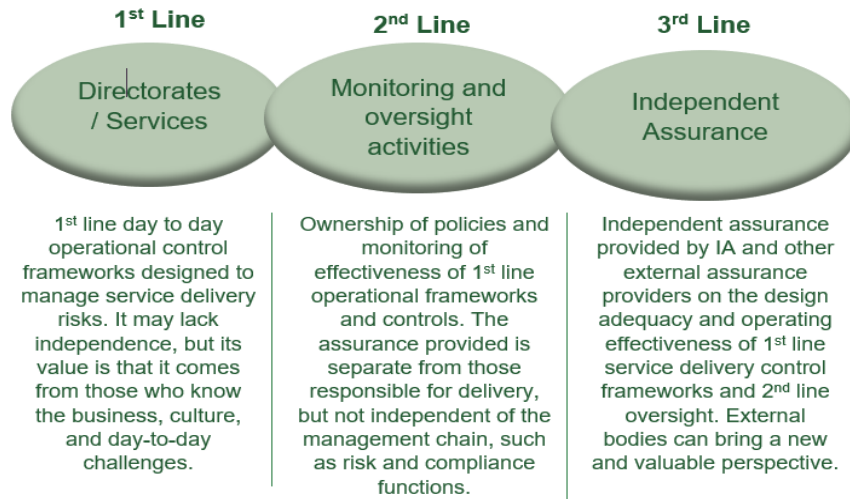 1st Line
Directorates
/ Services
1st line day to day
operational control
frameworks designed to
manage service delivery
risks. It may lack
independence, but its
value is that it comes
from those who know
the business, culture,
and day-to-day
challenges.
2nd Line
Monitoring and
oversight
activities
Ownership of policies and
monitoring of
effectiveness of 1st line
operational frameworks
and controls. The
assurance provided is
separate from those
responsible for delivery,
but not independent of the
management chain, such
as risk and compliance
functions.
3rd Line
Independent
Assurance
Independent assurance
provided by IA and other
external assurance
providers on the design
adequacy and operating
effectiveness of 1st line
service delivery control
frameworks and 2nd line
oversight. External
bodies can bring a new
and valuable perspective.